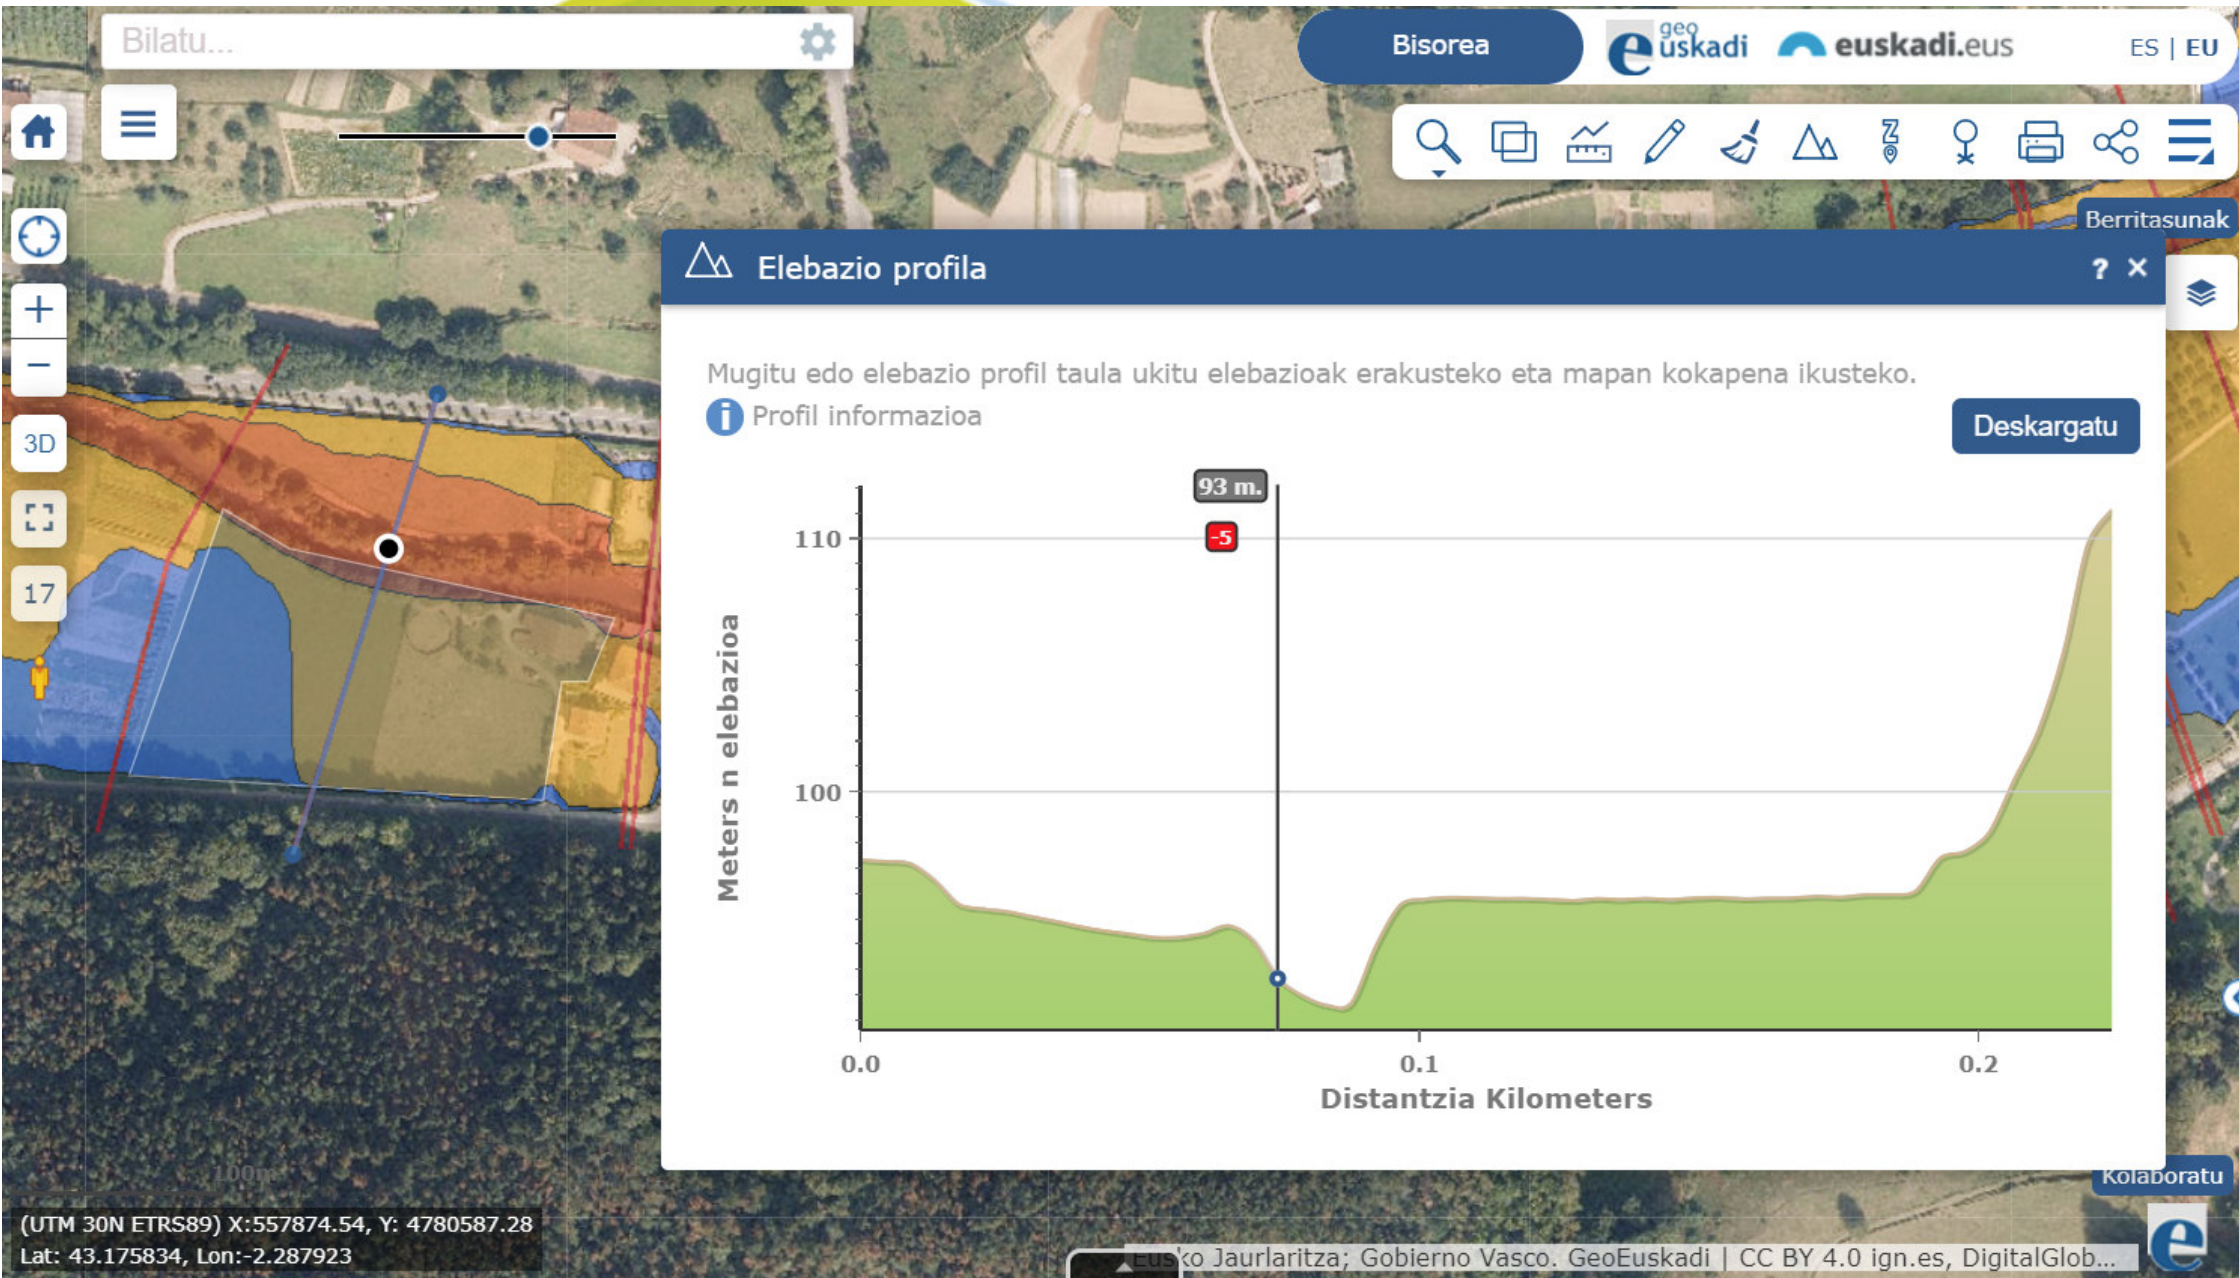 Bilatu...
Bisorea
geo
euskadi
euskadi.eus
ES | EU
Berritasunak
Elebazio profila
? ×
Mugitu edo elebazio profil taula ukitu elebazioak erakusteko eta mapan kokapena ikusteko.
i Profil informazioa
Deskargatu
+
−
3D
17
93 m.
-5
110
100
Meters n elebazioa
0.0
0.1
0.2
Distantzia Kilometers
100m
Kolaboratu
(UTM 30N ETRS89) X:557874.54, Y: 4780587.28
Lat: 43.175834, Lon:-2.287923
Eusko Jaurlaritza; Gobierno Vasco. GeoEuskadi | CC BY 4.0 ign.es, DigitalGlob...
e